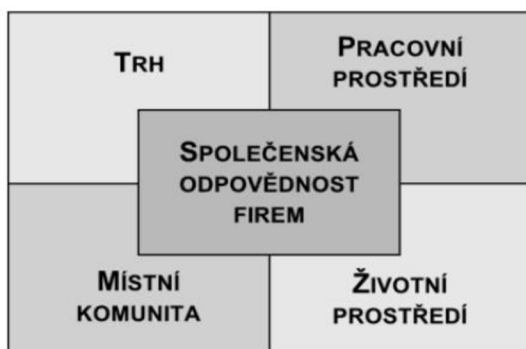 TRH
PRACOVNÍ
PROSTŘEDÍ
SPOLEČENSKÁ
ODPOVĚDNOST
FIREM
MÍSTNÍ
KOMUNITA
ŽIVOTNÍ
PROSTŘEDÍ